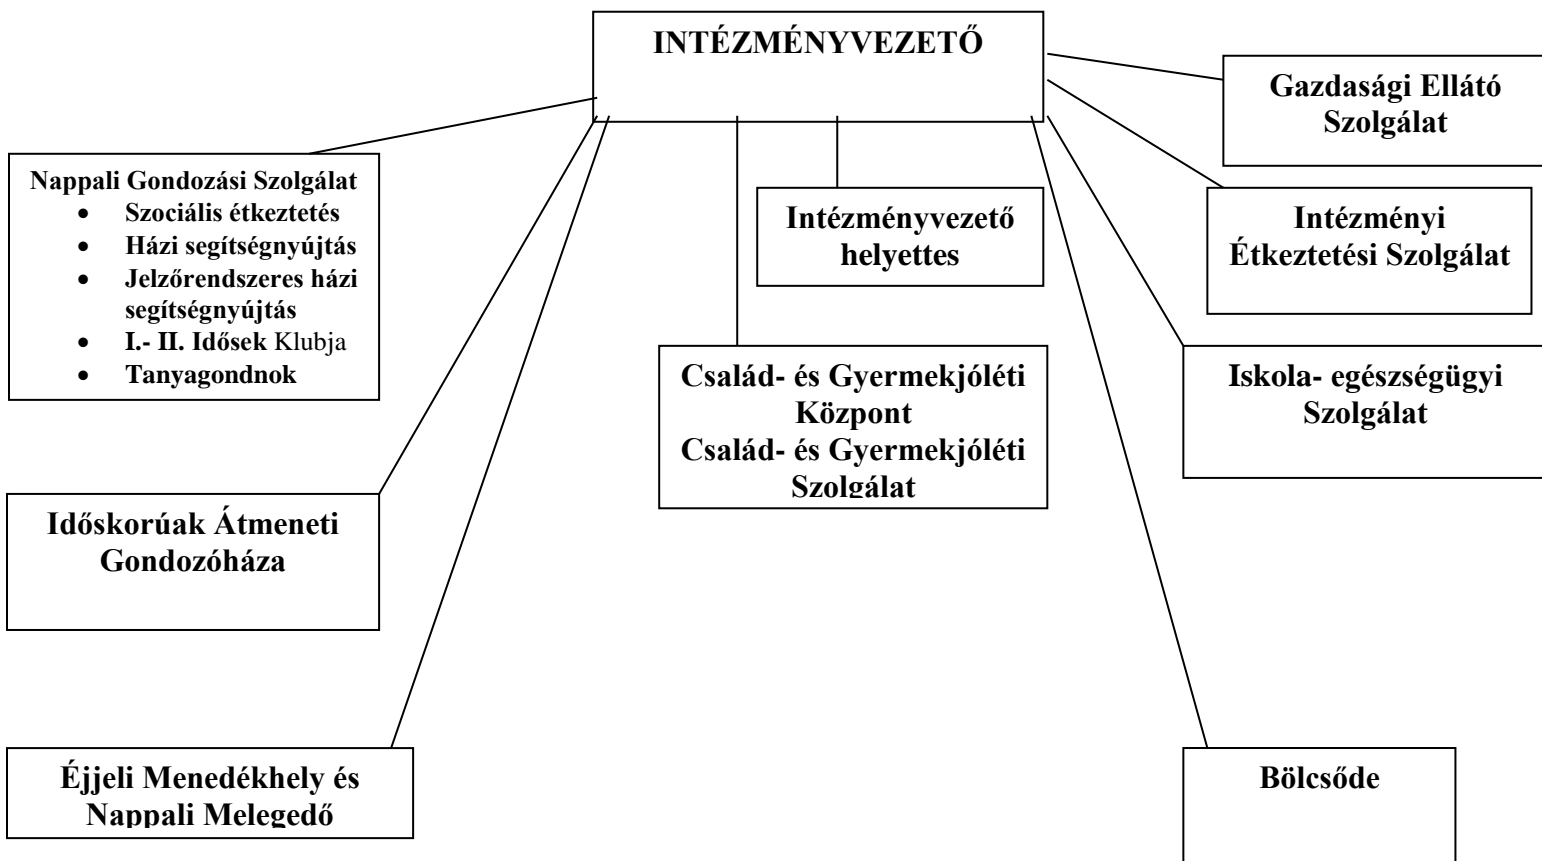 INTÉZMÉNYVEZETŐ
Gazdasági Ellátó
Szolgálat
Nappali Gondozási Szolgálat
• Szociális étkeztetés
• Házi segítségnyújtás
• Jelzőrendszeres házi
segítségnyújtás
• I.- II. Idősek Klubja
• Tanyagondnok
Intézményvezető
helyettes
Intézményi
Étkeztetési Szolgálat
Család- és Gyermekjóléti
Központ
Család- és Gyermekjóléti
Szolgálat
Iskola- egészségügyi
Szolgálat
Időskorúak Átmeneti
Gondozóháza
Éjjeli Menedékhely és
Nappali Melegedő
Bölcsőde